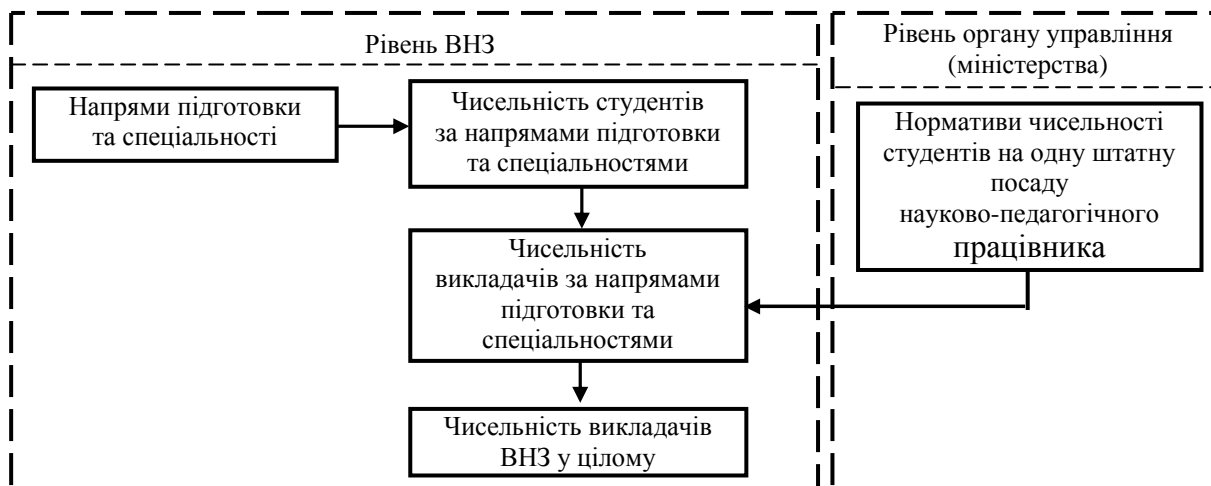 Рівень ВНЗ
Рівень органу управління
(міністерства)
Напрями підготовки
та спеціальності
Чисельність студентів
за напрямами підготовки
та спеціальностями
Нормативи чисельності
студентів на одну штатну
посаду
науково-педагогічного
працівника
Чисельність
викладачів за напрямами
підготовки та
спеціальностями
Чисельність викладачів
ВНЗ у цілому